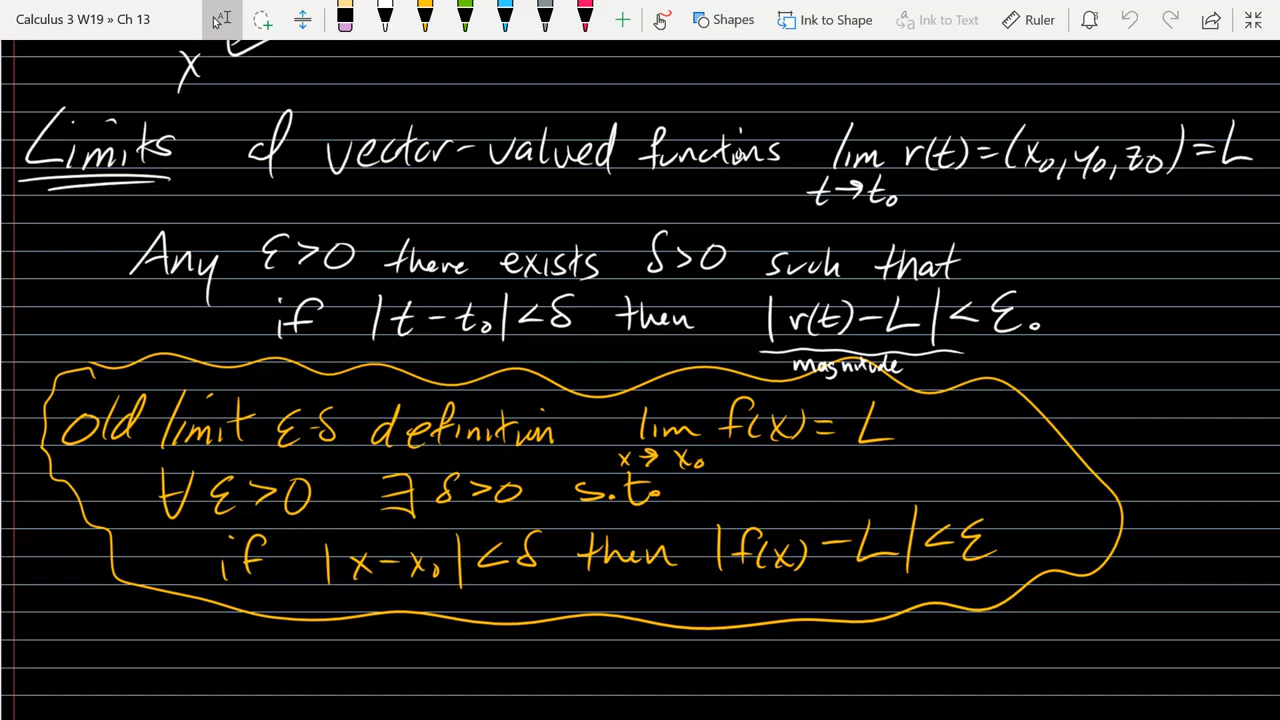 Calculus 3 W19 » Ch 13
Shapes Ink to Shape Ink to Text Ruler
x
Limits of vector-valued functions lim r(t)=(x₀,y₀,z₀)=L
t→t₀
Any ε>0 there exists δ>0 such that
if |t-t₀|<δ then |r(t)-L|<ε.
magnitude
Old limit ε-δ definition lim f(x)=L
x→x₀
∀ε>0 ∃δ>0 s.t.
if |x-x₀|<δ then |f(x)-L|<ε